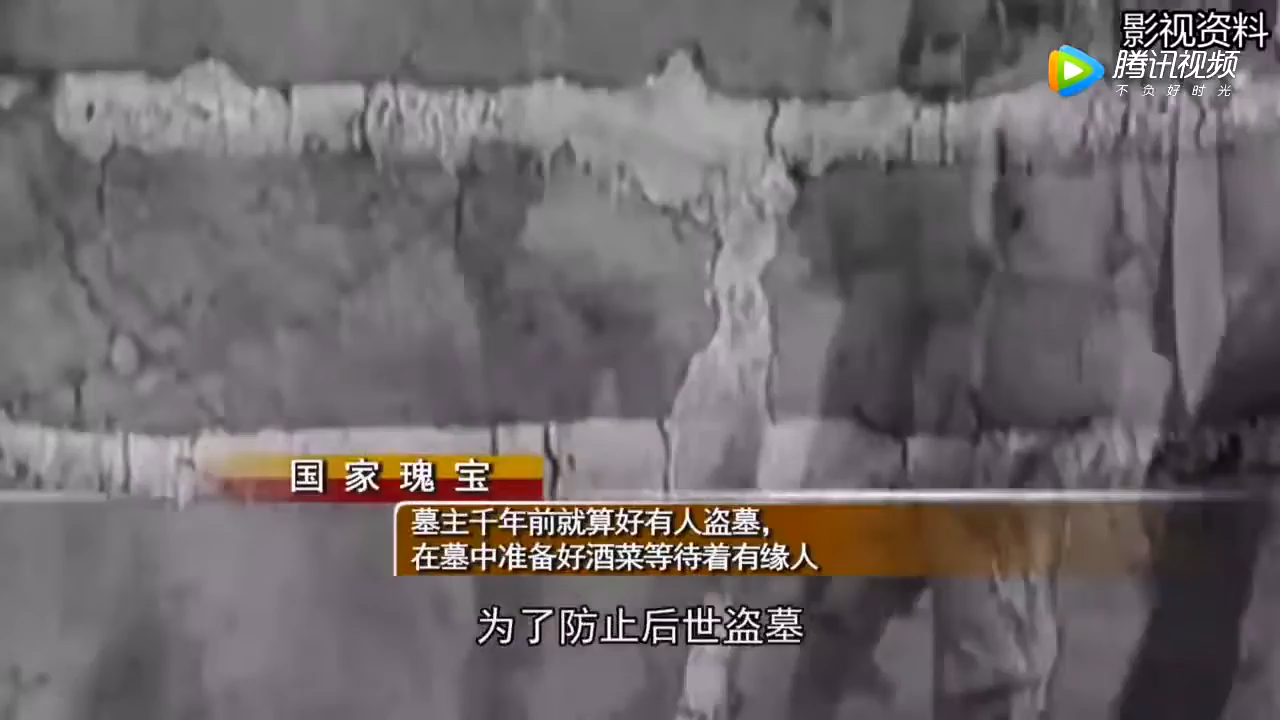 影视资料
腾讯视频
不负好时光
国家瑰宝
墓主千年前就算好有人盗墓，
在墓中准备好酒菜等待着有缘人
为了防止后世盗墓